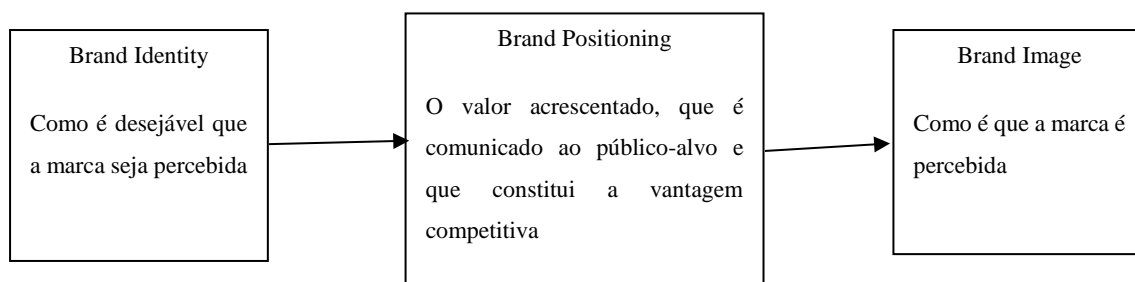 Brand Identity
Como é desejável que
a marca seja percebida
Brand Positioning
O valor acrescentado, que é
comunicado ao público-alvo e
que constitui a vantagem
competitiva
Brand Image
Como é que a marca é
percebida